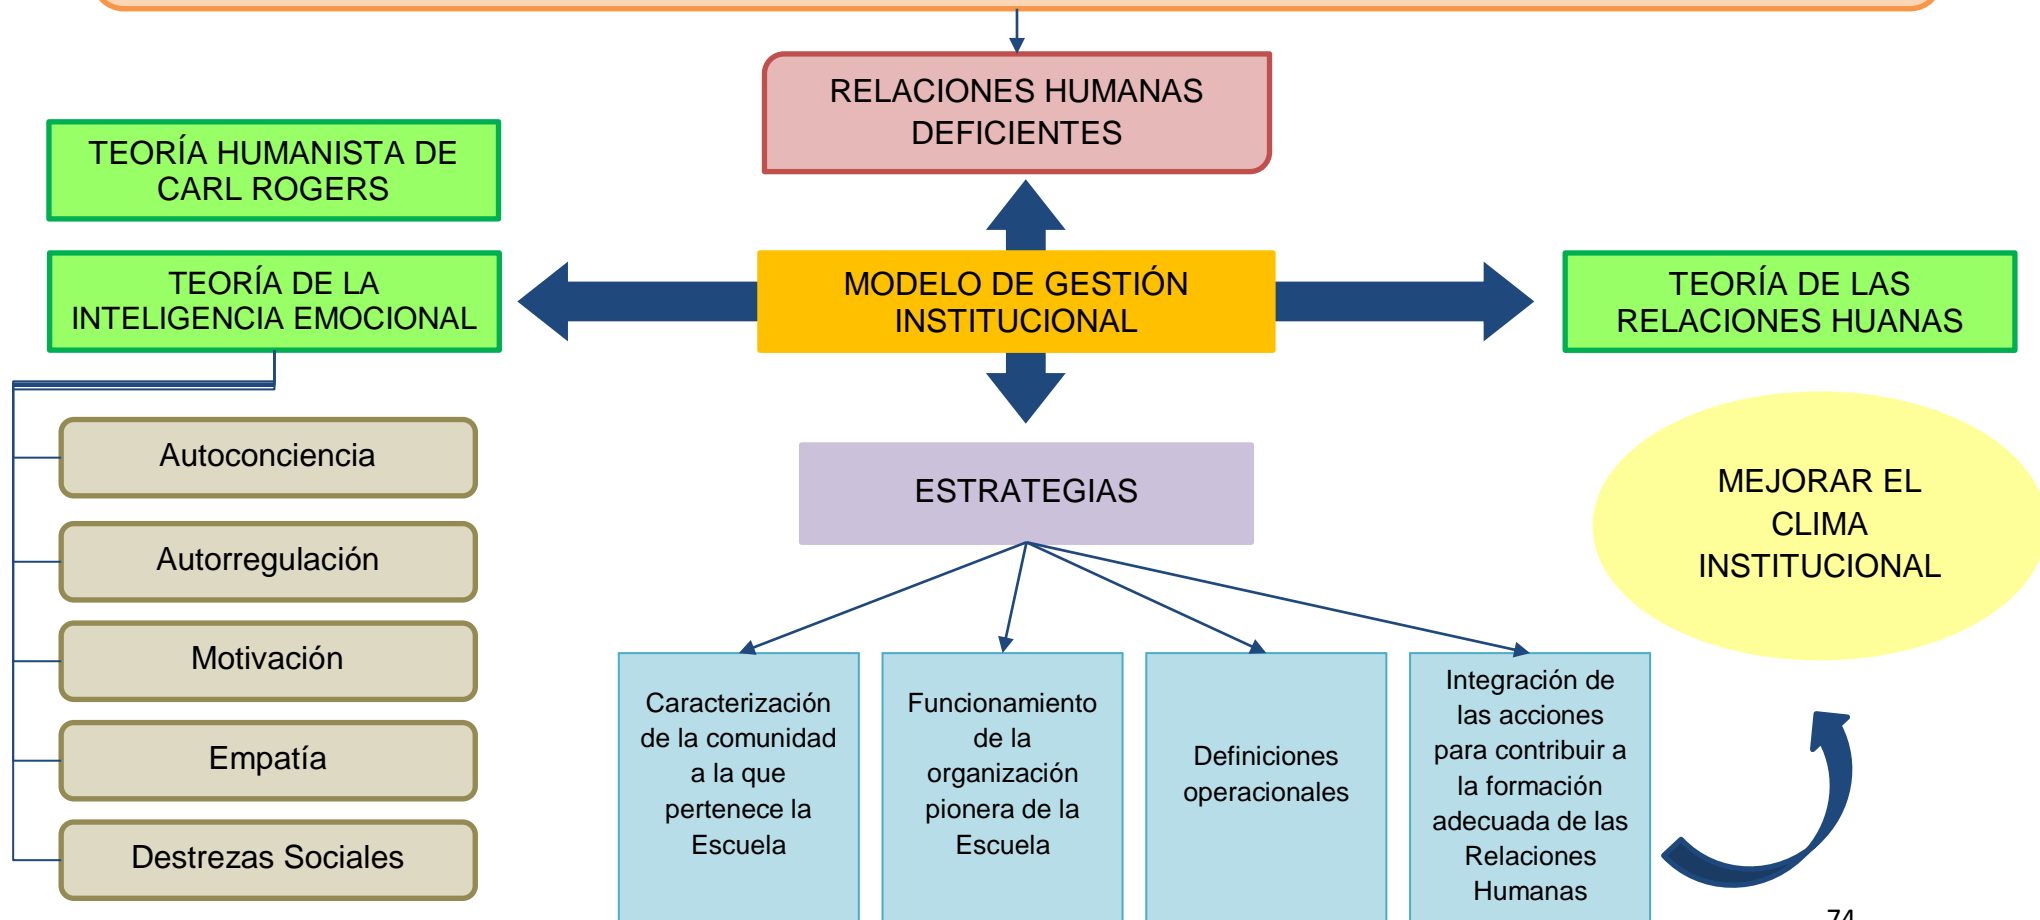 RELACIONES HUMANAS
DEFICIENTES
TEORÍA HUMANISTA DE
CARL ROGERS
TEORÍA DE LA
INTELIGENCIA EMOCIONAL
MODELO DE GESTIÓN
INSTITUCIONAL
TEORÍA DE LAS
RELACIONES HUANAS
Autoconciencia
Autorregulación
Motivación
Empatía
Destrezas Sociales
ESTRATEGIAS
MEJORAR EL
CLIMA
INSTITUCIONAL
Caracterización
de la comunidad
a la que
pertenece la
Escuela
Funcionamiento
de la
organización
pionera de la
Escuela
Definiciones
operacionales
Integración de
las acciones
para contribuir a
la formación
adecuada de las
Relaciones
Humanas
74